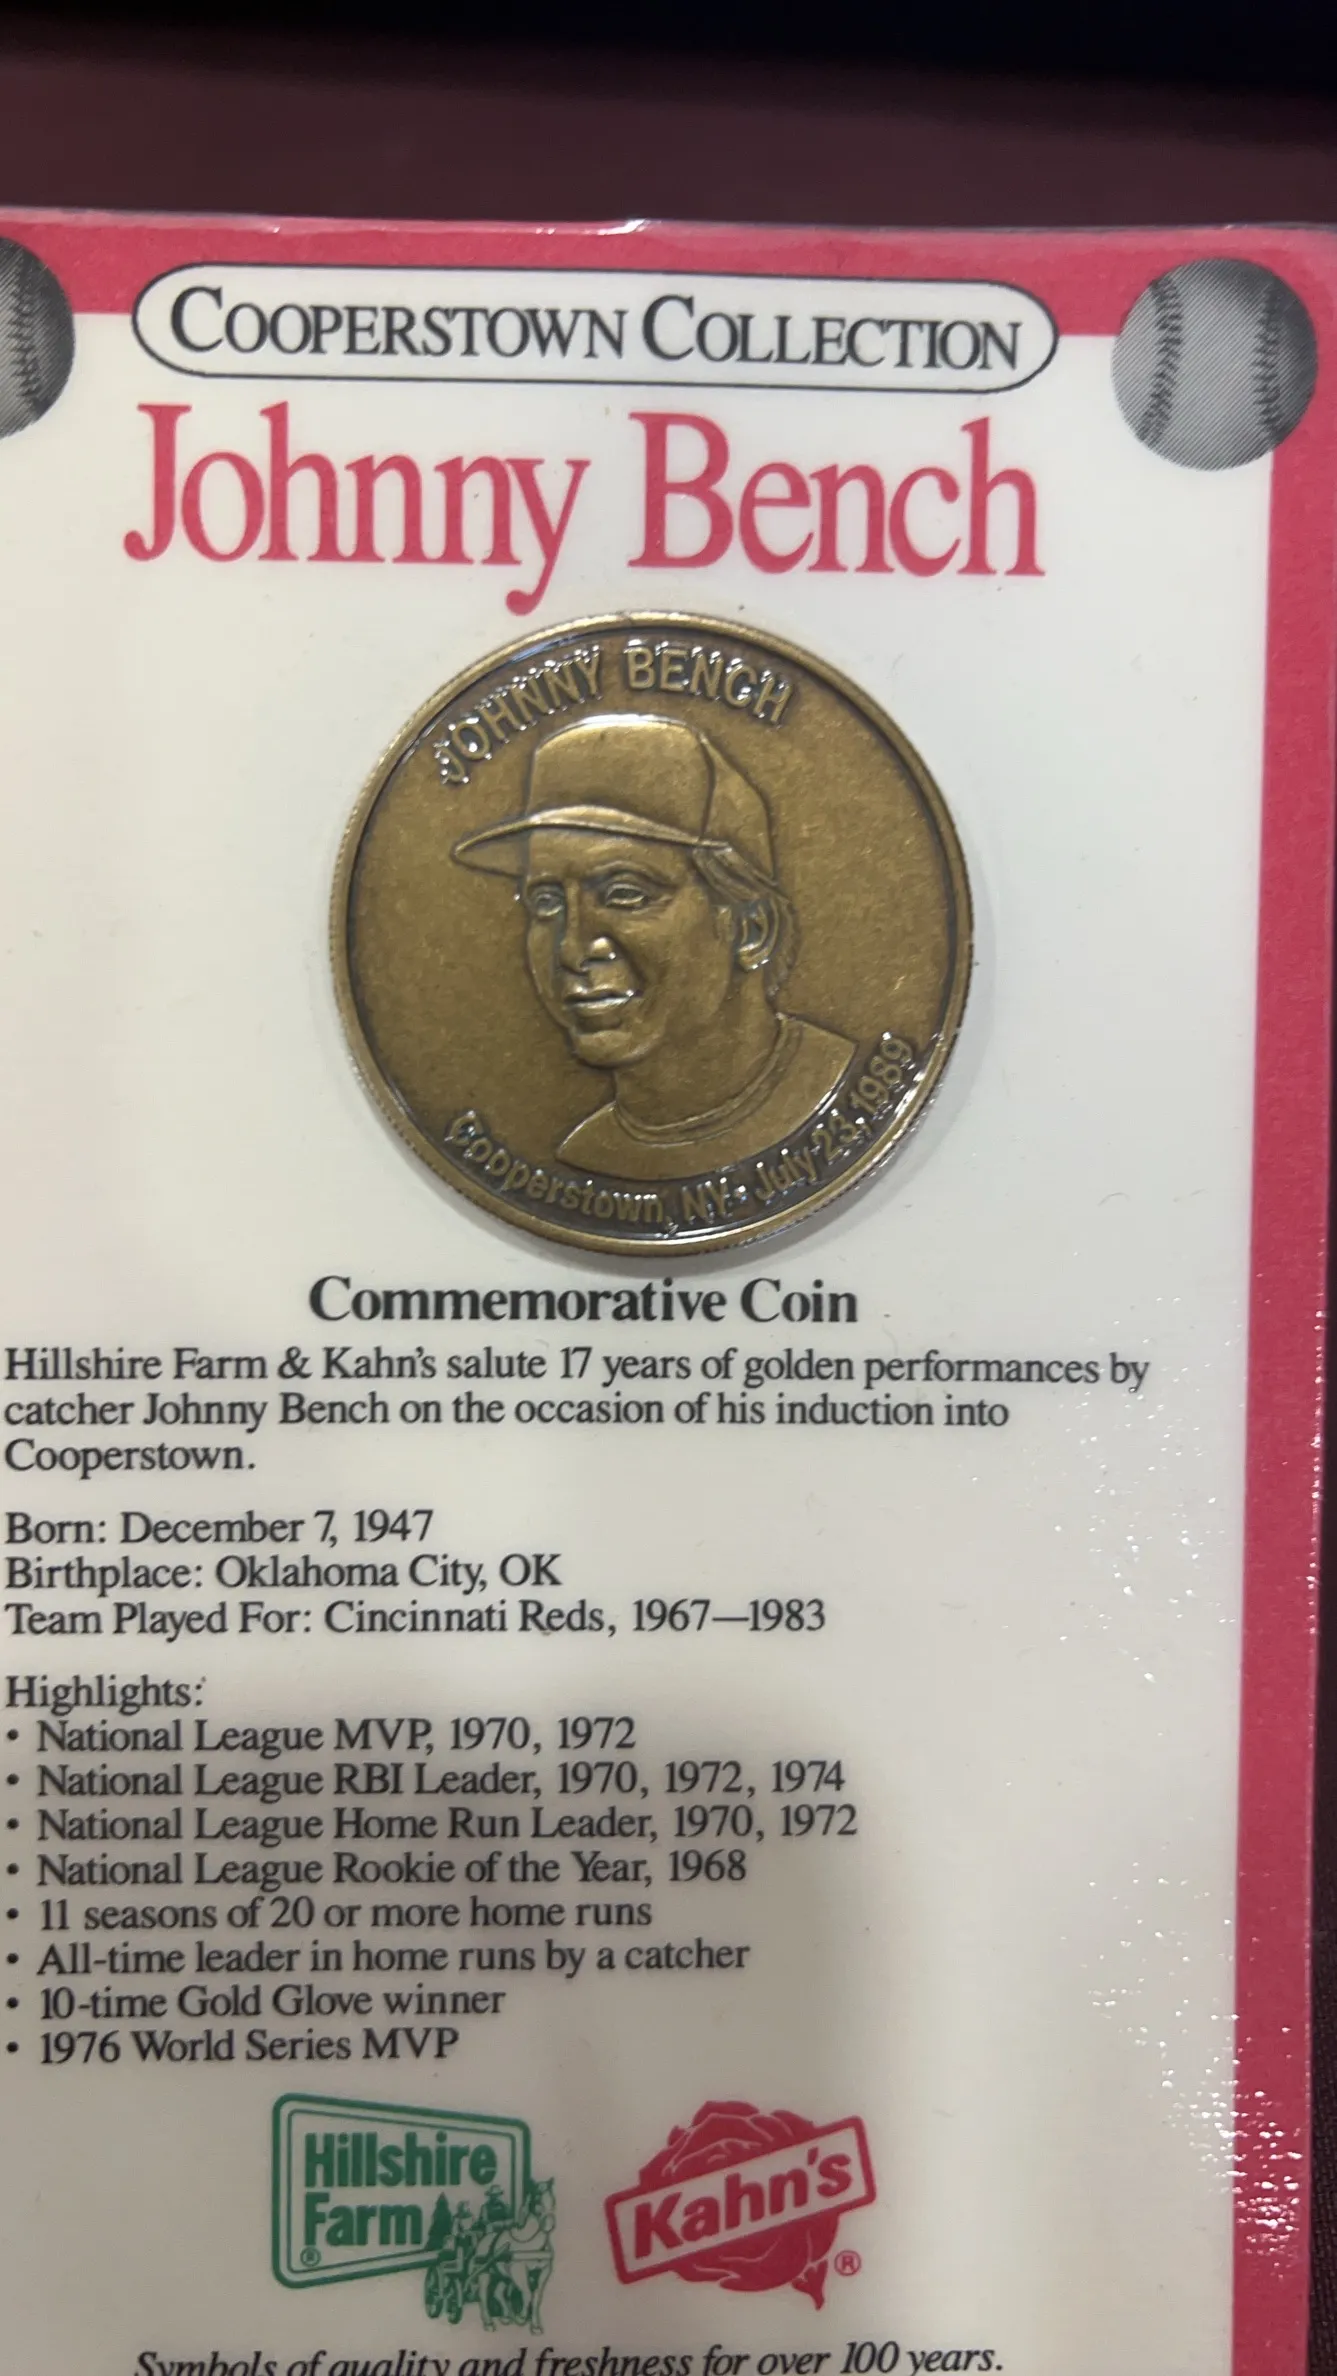 COOPERSTOWN COLLECTION
Johnny Bench
JOHNNY BENCH
Cooperstown, NY • July 23, 1989
Commemorative Coin
Hillshire Farm & Kahn's salute 17 years of golden performances by
catcher Johnny Bench on the occasion of his induction into
Cooperstown.
Born: December 7, 1947
Birthplace: Oklahoma City, OK
Team Played For: Cincinnati Reds, 1967—1983
Highlights:
• National League MVP, 1970, 1972
• National League RBI Leader, 1970, 1972, 1974
• National League Home Run Leader, 1970, 1972
• National League Rookie of the Year, 1968
• 11 seasons of 20 or more home runs
• All-time leader in home runs by a catcher
• 10-time Gold Glove winner
• 1976 World Series MVP
Hillshire
Farm®
Kahn's®
Symbols of quality and freshness for over 100 years.